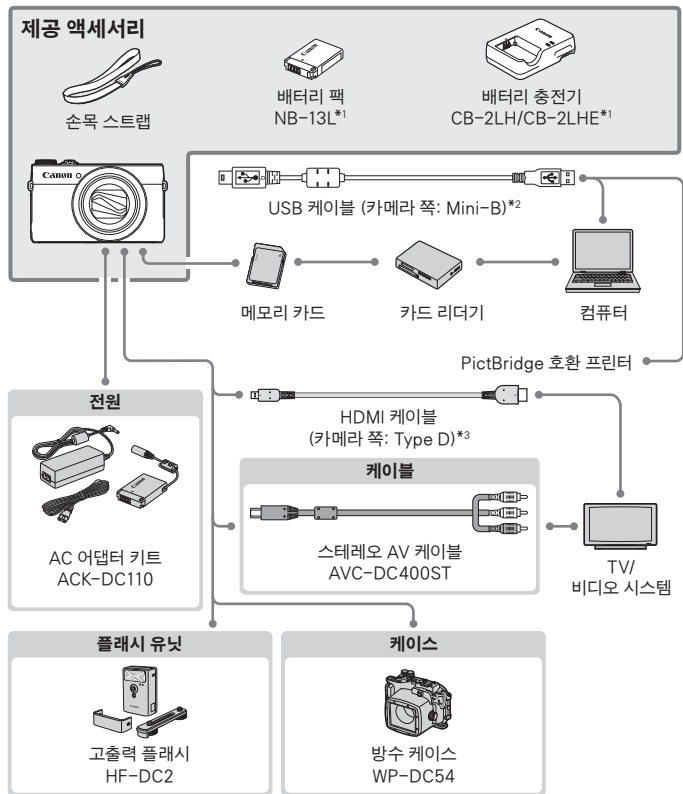 제공 액세서리
손목 스트랩
배터리 팩
NB-13L*1
배터리 충전기
CB-2LH/CB-2LHE*1
Canon
USB 케이블 (카메라 쪽: Mini-B)*2
메모리 카드
카드 리더기
컴퓨터
PictBridge 호환 프린터
전원
AC 어댑터 키트
ACK-DC110
HDMI 케이블
(카메라 쪽: Type D)*3
케이블
스테레오 AV 케이블
AVC-DC400ST
TV/
비디오 시스템
플래시 유닛
고출력 플래시
HF-DC2
케이스
방수 케이스
WP-DC54